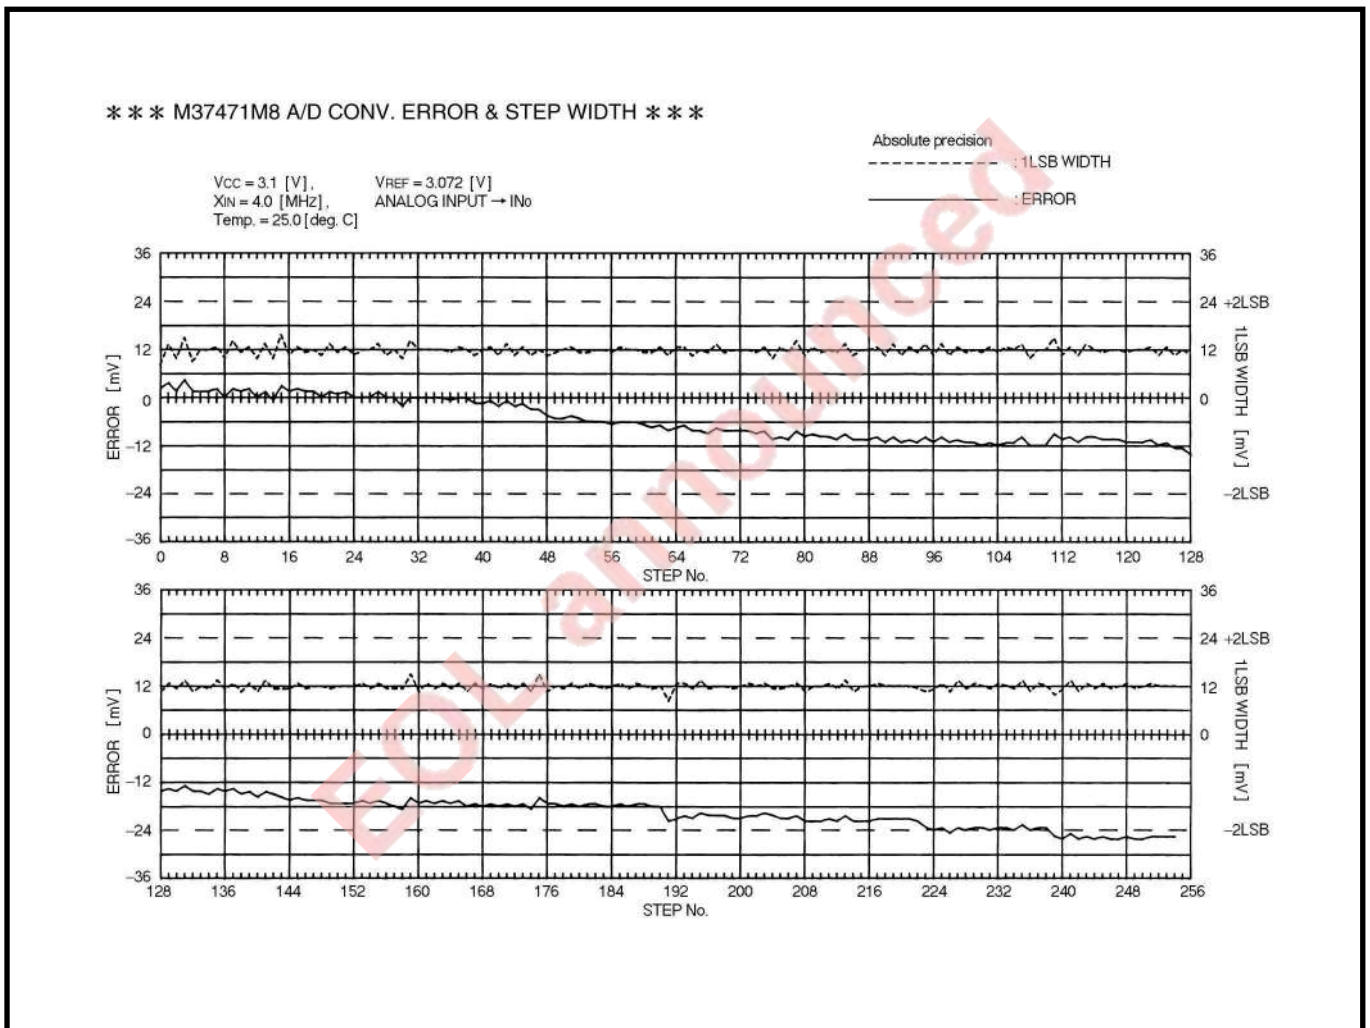 *** M37471M8 A/D CONV. ERROR & STEP WIDTH ***
Absolute precision
: 1LSB WIDTH
: ERROR
VCC = 3.1 [V], VREF = 3.072 [V]
XIN = 4.0 [MHz], ANALOG INPUT → IN0
Temp. = 25.0 [deg. C]
36 36
24 24 +2LSB
12 12
0 0
-12
-24 -2LSB
-36
ERROR [mV]
1LSB WIDTH [mV]
0 8 16 24 32 40 48 56 64 72 80 88 96 104 112 120 128
STEP No.
36 36
24 24 +2LSB
12 12
0 0
-12
-24 -2LSB
-36
ERROR [mV]
1LSB WIDTH [mV]
128 136 144 152 160 168 176 184 192 200 208 216 224 232 240 248 256
STEP No.
EOL announced